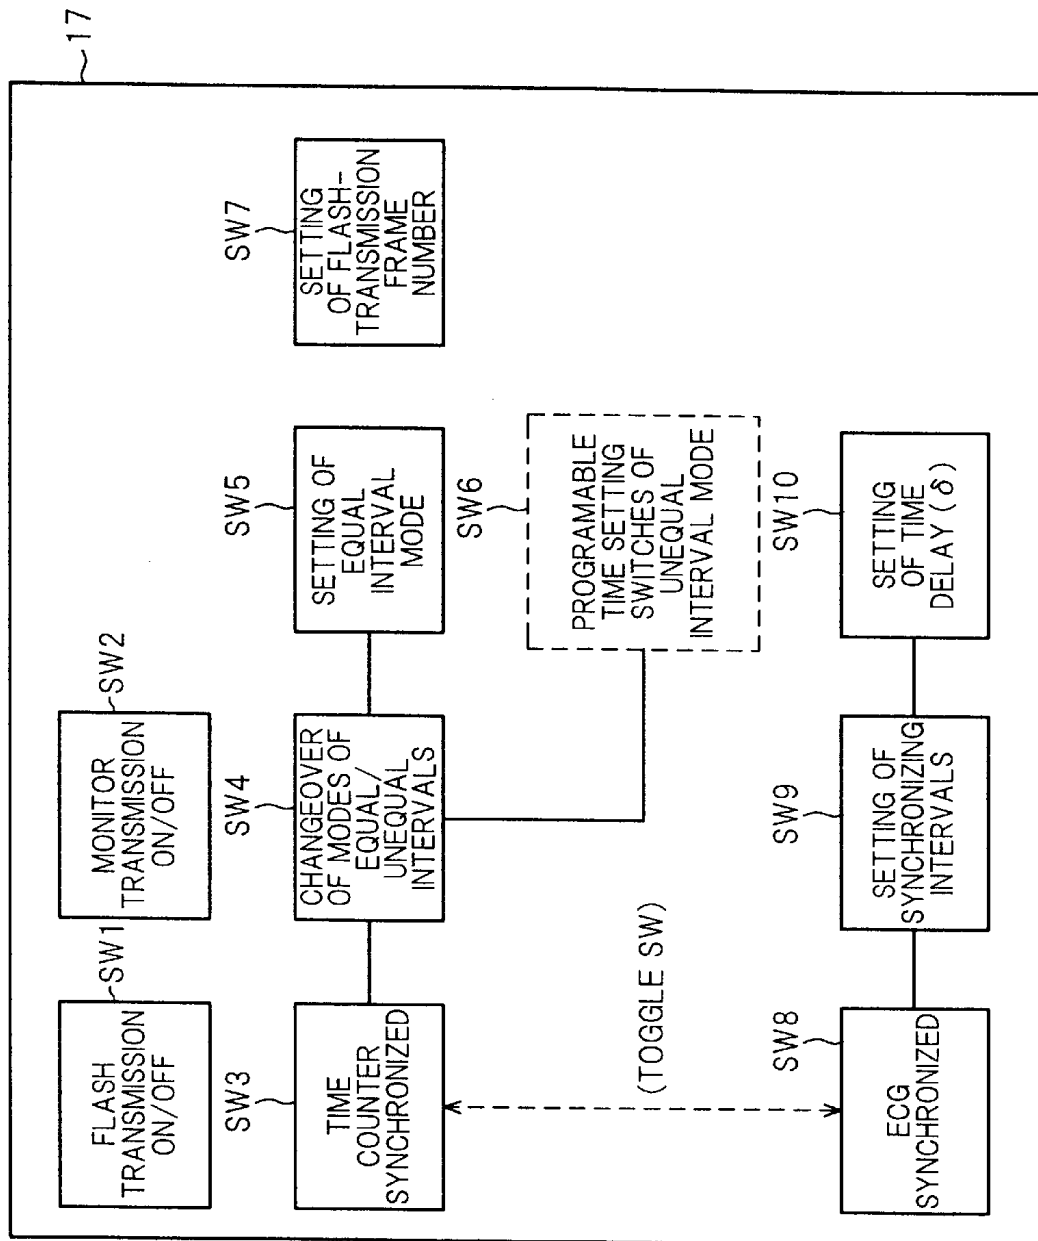 17
FLASH
TRANSMISSION
ON/OFF
SW1
MONITOR
TRANSMISSION
ON/OFF
SW2
SW3
TIME
COUNTER
SYNCHRONIZED
SW4
CHANGEOVER
OF MODES OF
EQUAL/
UNEQUAL
INTERVALS
SW5
SETTING OF
EQUAL
INTERVAL
MODE
SW7
SETTING
OF FLASH-
TRANSMISSION
FRAME
NUMBER
SW6
PROGRAMABLE
TIME SETTING
SWITCHES OF
UNEQUAL
INTERVAL MODE
(TOGGLE SW)
SW8
ECG
SYNCHRONIZED
SW9
SETTING OF
SYNCHRONIZING
INTERVALS
SW10
SETTING
OF TIME
DELAY (δ)